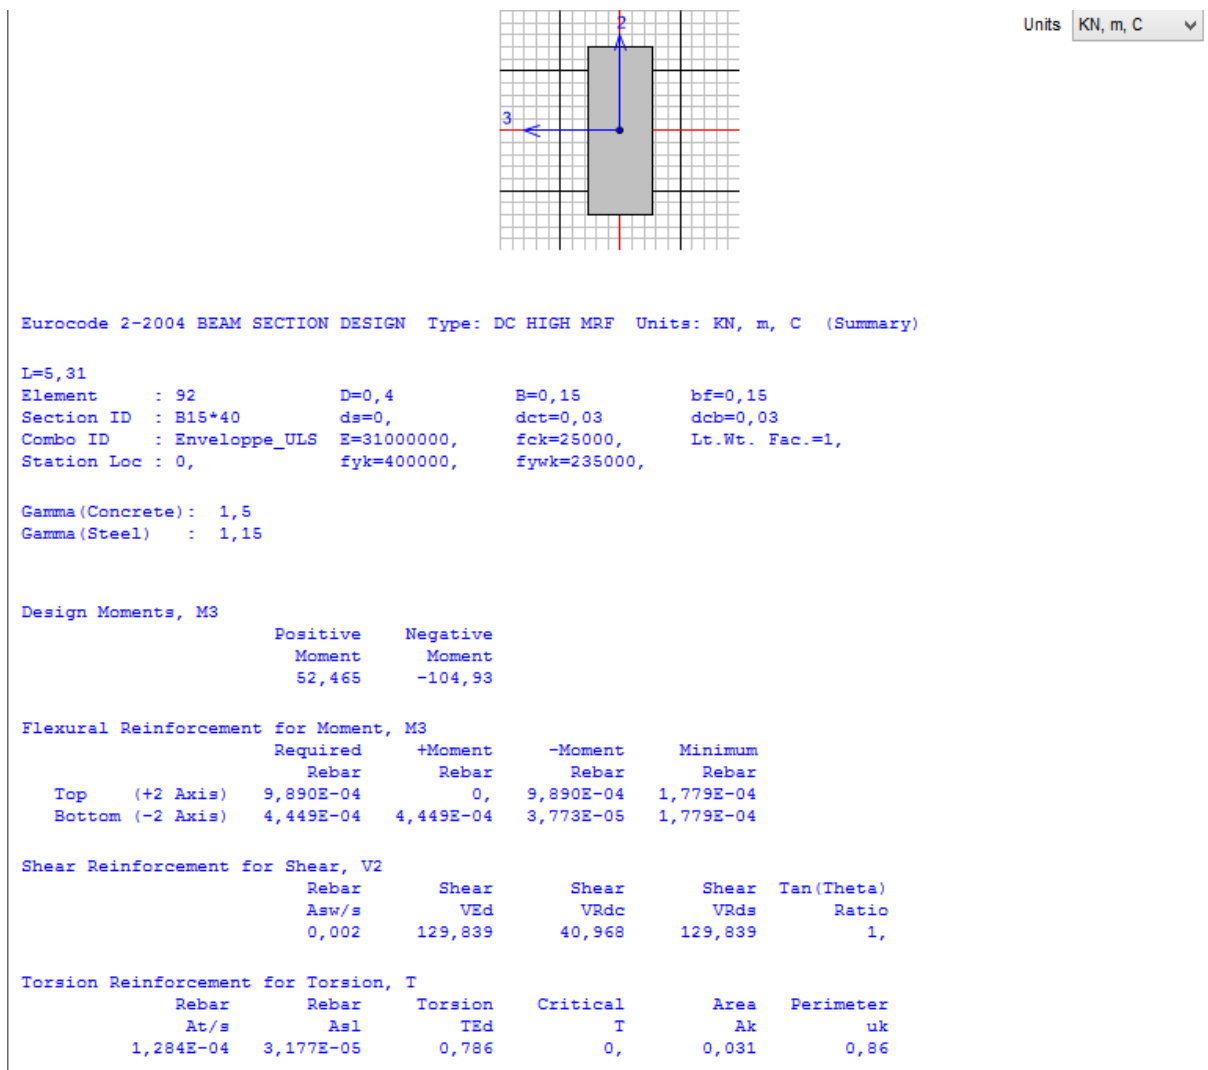 2
Units KN, m, C
3
Eurocode 2-2004 BEAM SECTION DESIGN Type: DC HIGH MRF Units: KN, m, C (Summary)
L=5,31
Element : 92 D=0,4 B=0,15 bf=0,15
Section ID : B15*40 ds=0, dct=0,03 dcb=0,03
Combo ID : Enveloppe_ULS E=31000000, fck=25000, Lt.Wt. Fac.=1,
Station Loc : 0, fyk=400000, fywk=235000,
Gamma(Concrete): 1,5
Gamma(Steel) : 1,15
Design Moments, M3
Positive Negative
Moment Moment
52,465 -104,93
Flexural Reinforcement for Moment, M3
Required +Moment -Moment Minimum
Rebar Rebar Rebar Rebar
Top (+2 Axis) 9,890E-04 0, 9,890E-04 1,779E-04
Bottom (-2 Axis) 4,449E-04 4,449E-04 3,773E-05 1,779E-04
Shear Reinforcement for Shear, V2
Rebar Shear Shear Shear Tan(Theta)
Asw/s VEd VRdc VRds Ratio
0,002 129,839 40,968 129,839 1,
Torsion Reinforcement for Torsion, T
Rebar Rebar Torsion Critical Area Perimeter
At/s Asl TEd T Ak uk
1,284E-04 3,177E-05 0,786 0, 0,031 0,86